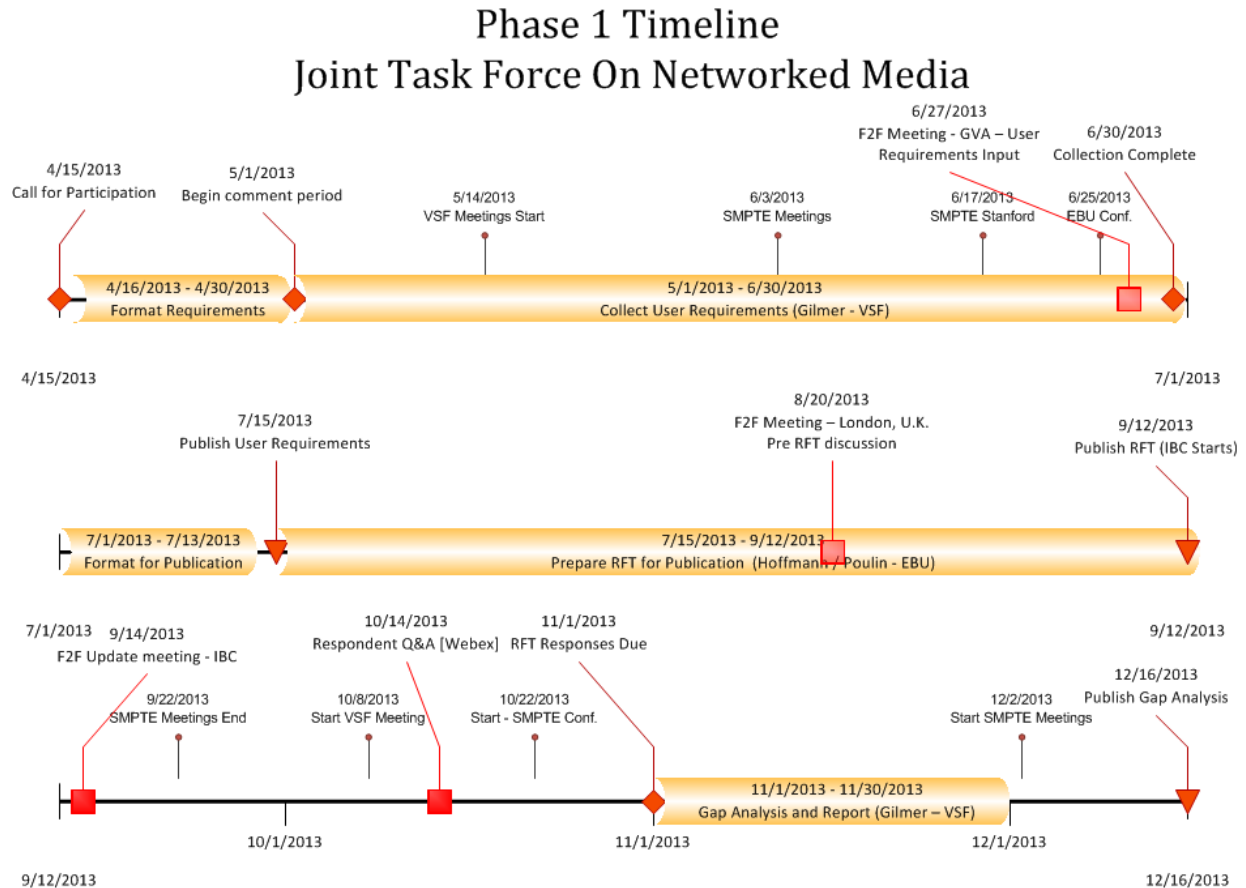 Phase 1 Timeline
Joint Task Force On Networked Media
6/27/2013
F2F Meeting - GVA – User
Requirements Input
6/30/2013
Collection Complete
4/15/2013
Call for Participation
5/1/2013
Begin comment period
5/14/2013
VSF Meetings Start
6/3/2013
SMPTE Meetings
6/17/2013
SMPTE Stanford
6/25/2013
EBU Conf.
4/16/2013 - 4/30/2013
Format Requirements
5/1/2013 - 6/30/2013
Collect User Requirements (Gilmer - VSF)
4/15/2013
7/1/2013
7/15/2013
Publish User Requirements
8/20/2013
F2F Meeting – London, U.K.
Pre RFT discussion
9/12/2013
Publish RFT (IBC Starts)
7/1/2013 - 7/13/2013
Format for Publication
7/15/2013 - 9/12/2013
Prepare RFT for Publication (Hoffmann / Poulin - EBU)
7/1/2013
9/12/2013
9/14/2013
F2F Update meeting - IBC
10/14/2013
Respondent Q&A [Webex]
11/1/2013
RFT Responses Due
12/16/2013
Publish Gap Analysis
9/22/2013
SMPTE Meetings End
10/8/2013
Start VSF Meeting
10/22/2013
Start - SMPTE Conf.
12/2/2013
Start SMPTE Meetings
11/1/2013 - 11/30/2013
Gap Analysis and Report (Gilmer – VSF)
10/1/2013
11/1/2013
12/1/2013
9/12/2013
12/16/2013